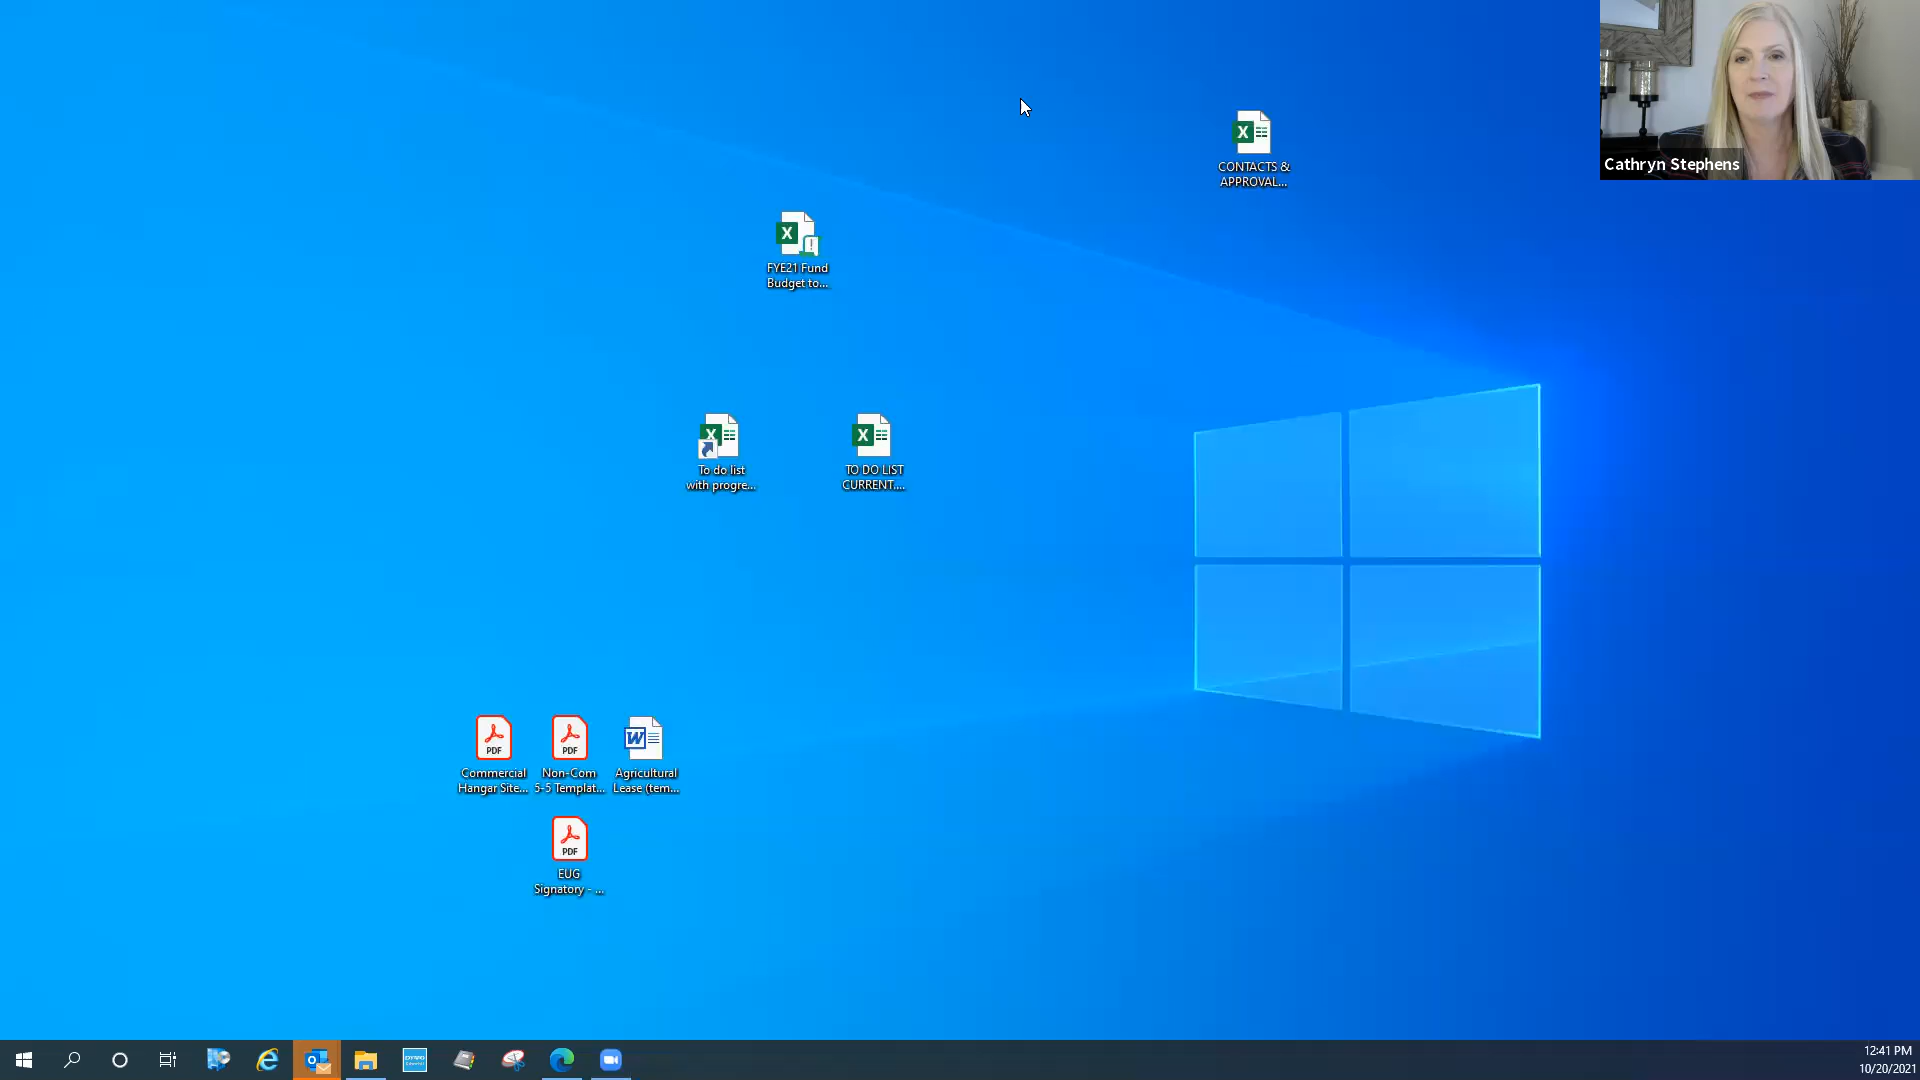 Cathryn Stephens
CONTACTS &
APPROVAL...
FYE21 Fund
Budget to...
To do list
with progre...
TO DO LIST
CURRENT....
PDF
Commercial
Hangar Site...
PDF
Non-Com
5-5 Templat...
Agricultural
Lease (tem...
PDF
EUG
Signatory - ...
DYMO
12:41 PM
10/20/2021